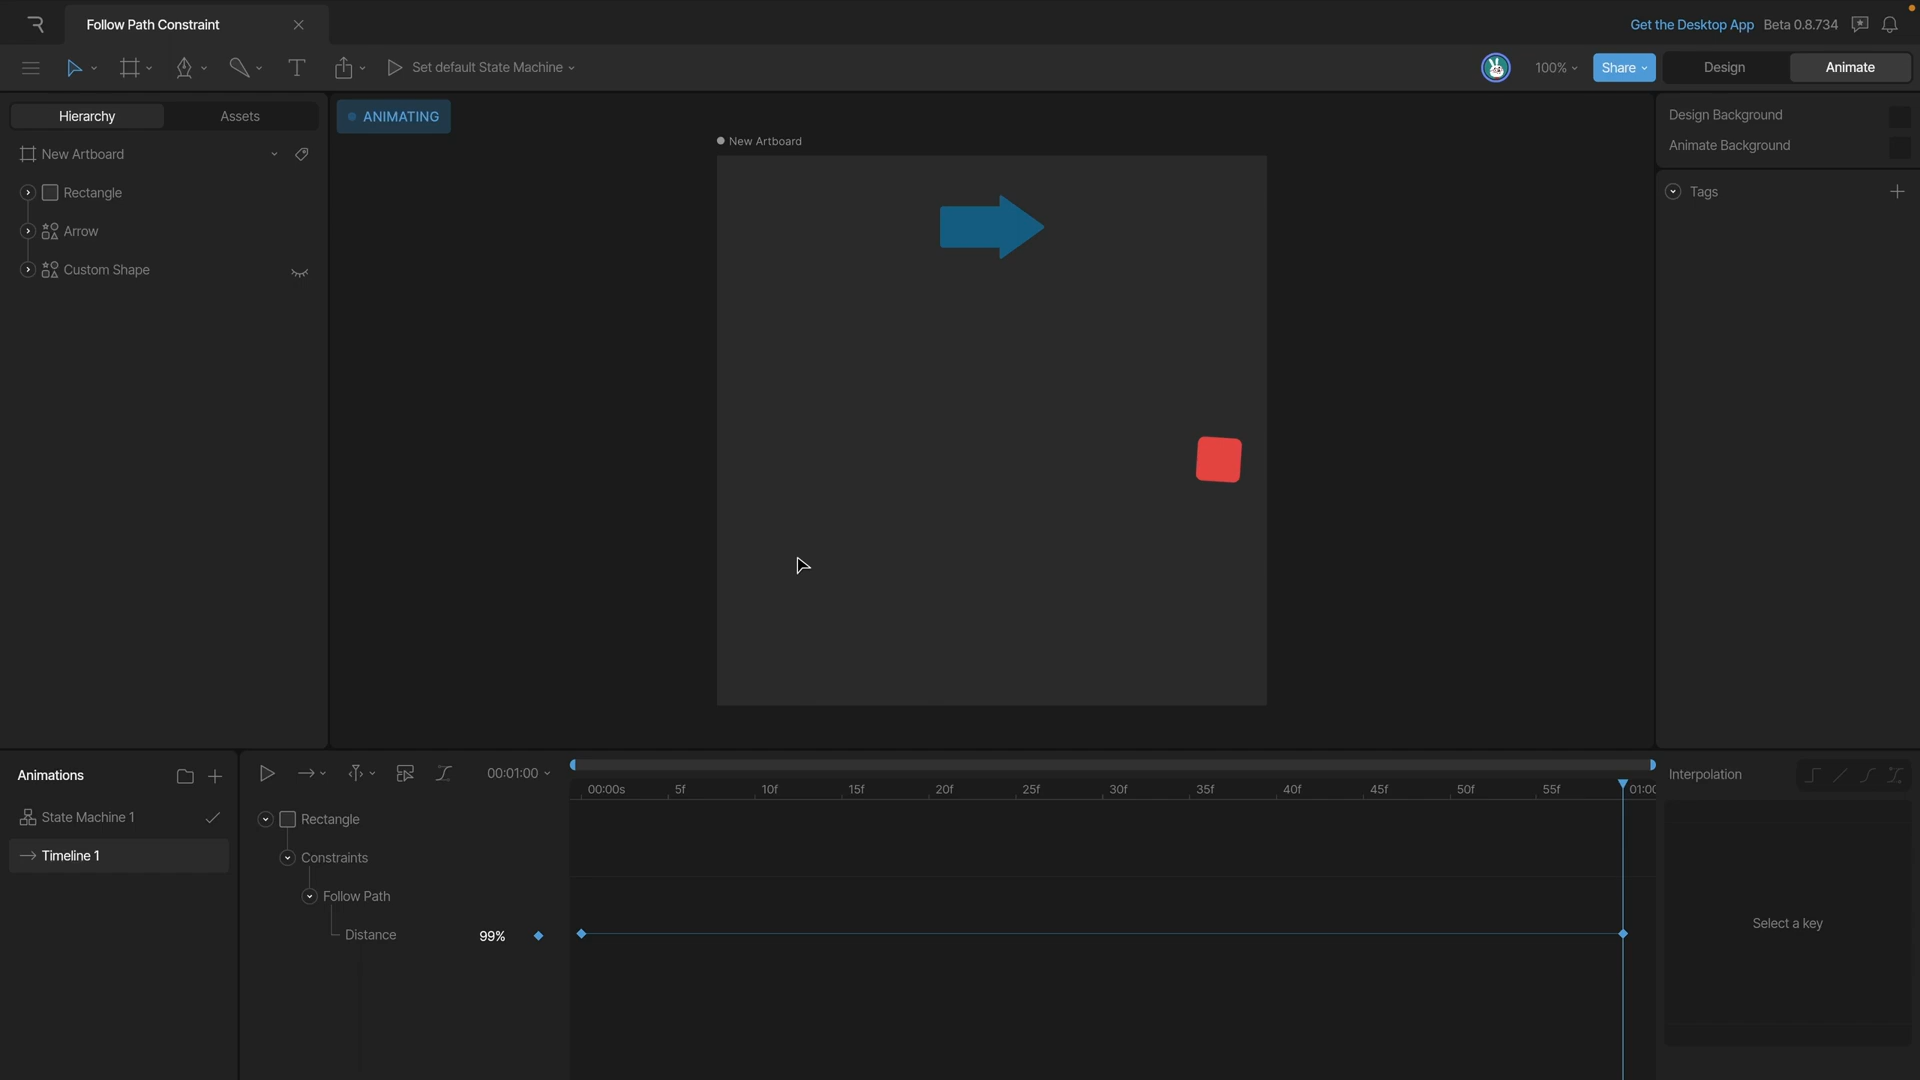 Follow Path Constraint
Get the Desktop App Beta 0.8.734
Set default State Machine
100%
Share
Design
Animate
Hierarchy
Assets
New Artboard
Rectangle
Arrow
Custom Shape
ANIMATING
New Artboard
Design Background
Animate Background
Tags
Animations
State Machine 1
Timeline 1
00:01:00
Rectangle
Constraints
Follow Path
Distance 99%
00:00s 5f 10f 15f 20f 25f 30f 35f 40f 45f 50f 55f 01:00
Interpolation
Select a key